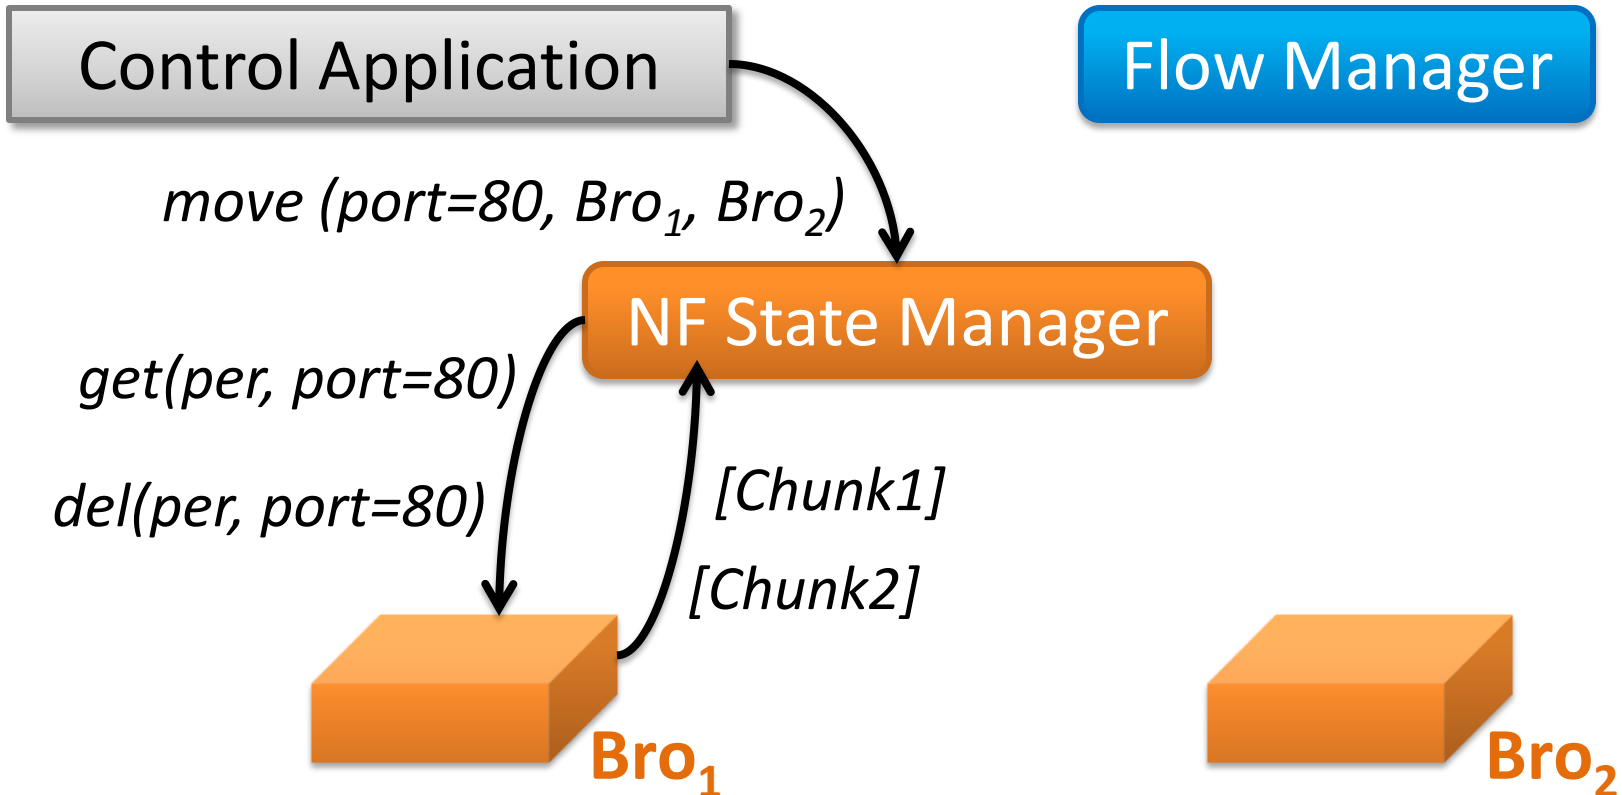 Control Application
Flow Manager
move (port=80, Bro₁, Bro₂)
NF State Manager
get(per, port=80)
del(per, port=80)
[Chunk1]
[Chunk2]
Bro₁
Bro₂